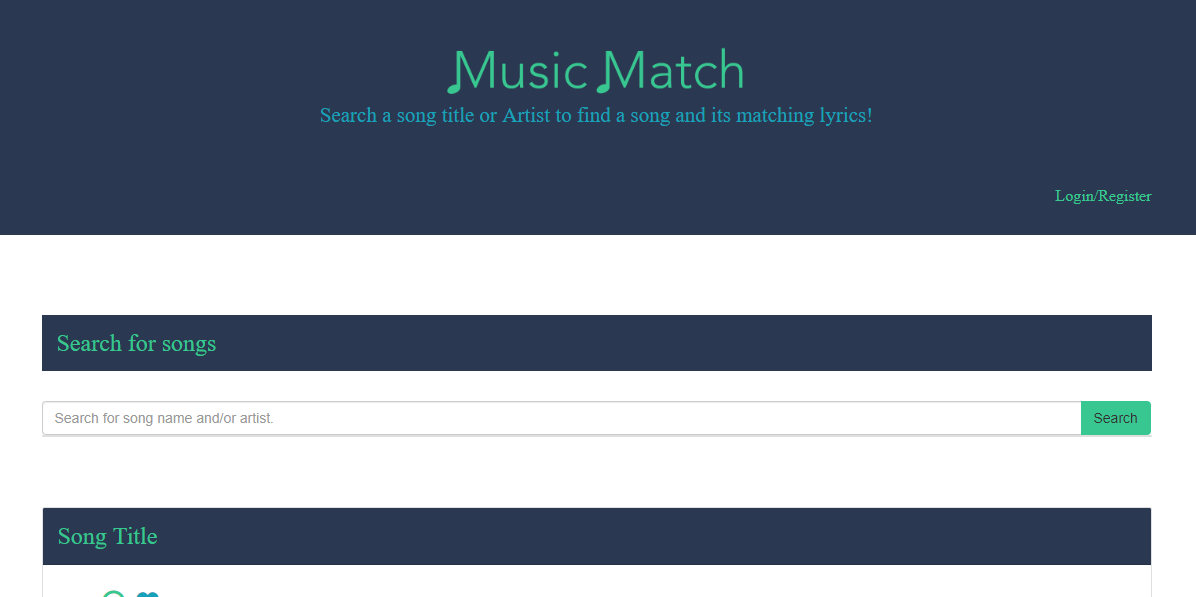 Music Match
Search a song title or Artist to find a song and its matching lyrics!
Login/Register
Search for songs
Search for song name and/or artist.
Search
Song Title